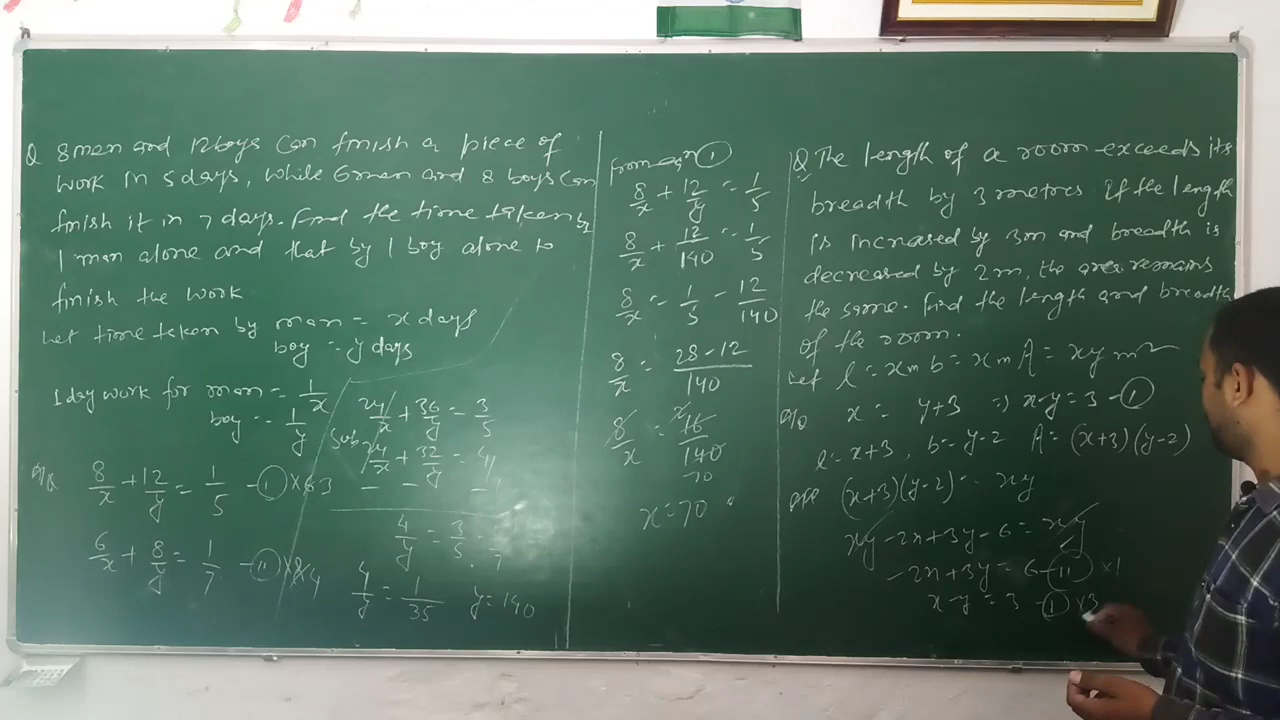 Q 8 men and 12 boys can finish a piece of
work in 5 days, while 6 men and 8 boys can
finish it in 7 days. Find the time taken by
1 man alone and that by 1 boy alone to
finish the work.
Let time taken by man = x days
boy = y days
1 day work for man = 1/x
boy = 1/y
A/Q 8/x + 12/y = 1/5 - (I) × 3
6/x + 8/y = 1/7 - (II) × 4
24/x + 36/y = 3/5
Sub 24/x + 32/y = 4/7
- - -
4/y = 3/5 -
4/y = 1/35 y = 140
from eqn (1)
8/x + 12/y = 1/5
8/x + 12/140 = 1/5
8/x = 1/5 - 12/140
8/x = 28-12/140
8/x = 16/140
70
x = 70
Q The length of a room exceeds its
breadth by 3 metres. If the length
is increased by 3m and breadth is
decreased by 2m, the area remains
the same. Find the length and breadth
of the room.
Let l = x m b = x m A = xy m²
A/Q x = y+3 ⇒ x-y = 3 - (1)
l = x+3, b = y-2 A = (x+3)(y-2)
(x+3)(y-2) = xy
xy - 2x + 3y - 6 = xy
-2x + 3y = 6 - (11) × 1
x - y = 3 - (1) × 3